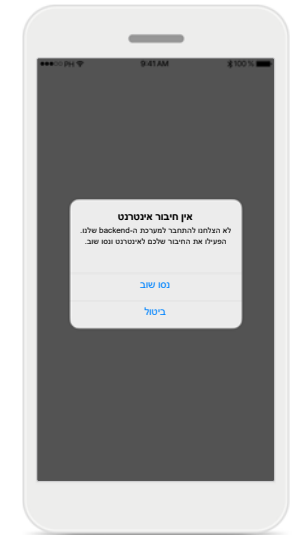 PH 9:41 AM 100 %
אין חיבור אינטרנט
לא הצלחנו להתחבר למערכת ה-backend שלנו.
הפעילו את החיבור שלכם לאינטרנט ונסו שוב.
נסו שוב
ביטול